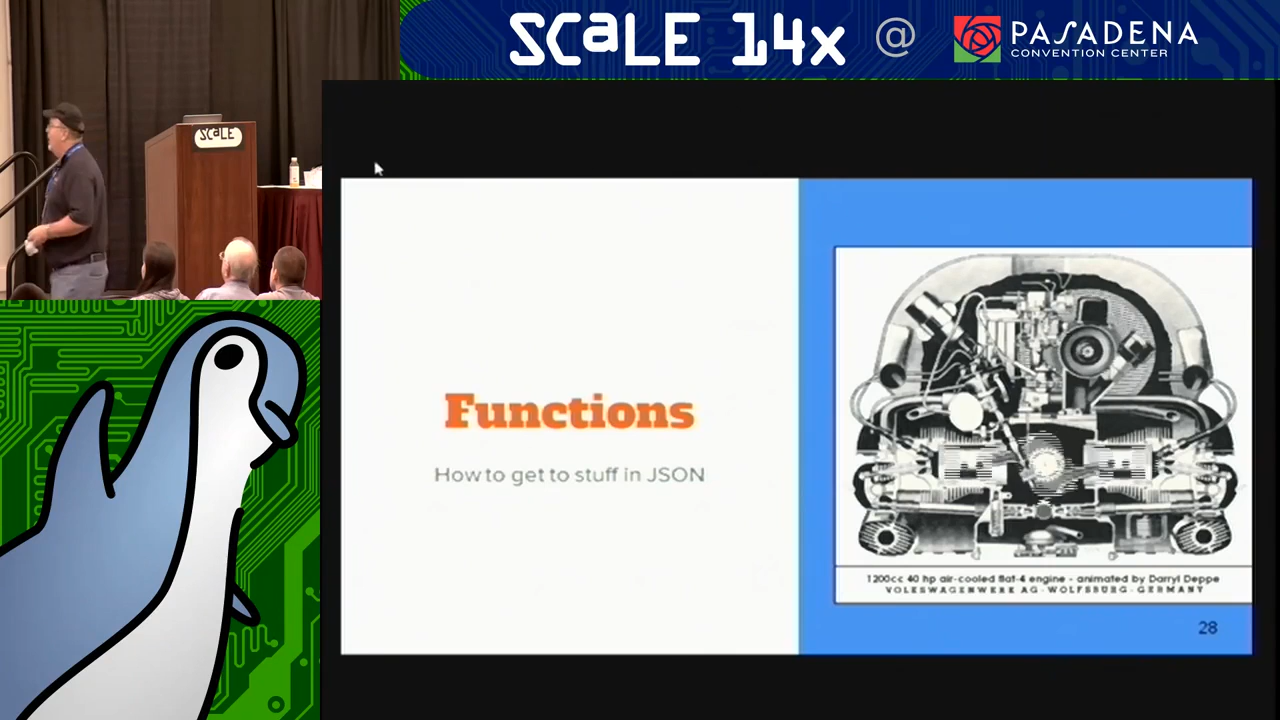 SCaLE 14x @ PASADENA
CONVENTION CENTER
SCaLE
Functions
How to get to stuff in JSON
1200cc 40 hp air-cooled flat-4 engine - animated by Darryl Deppe
VOLKSWAGENWERK AG · WOLFSBURG · GERMANY
28